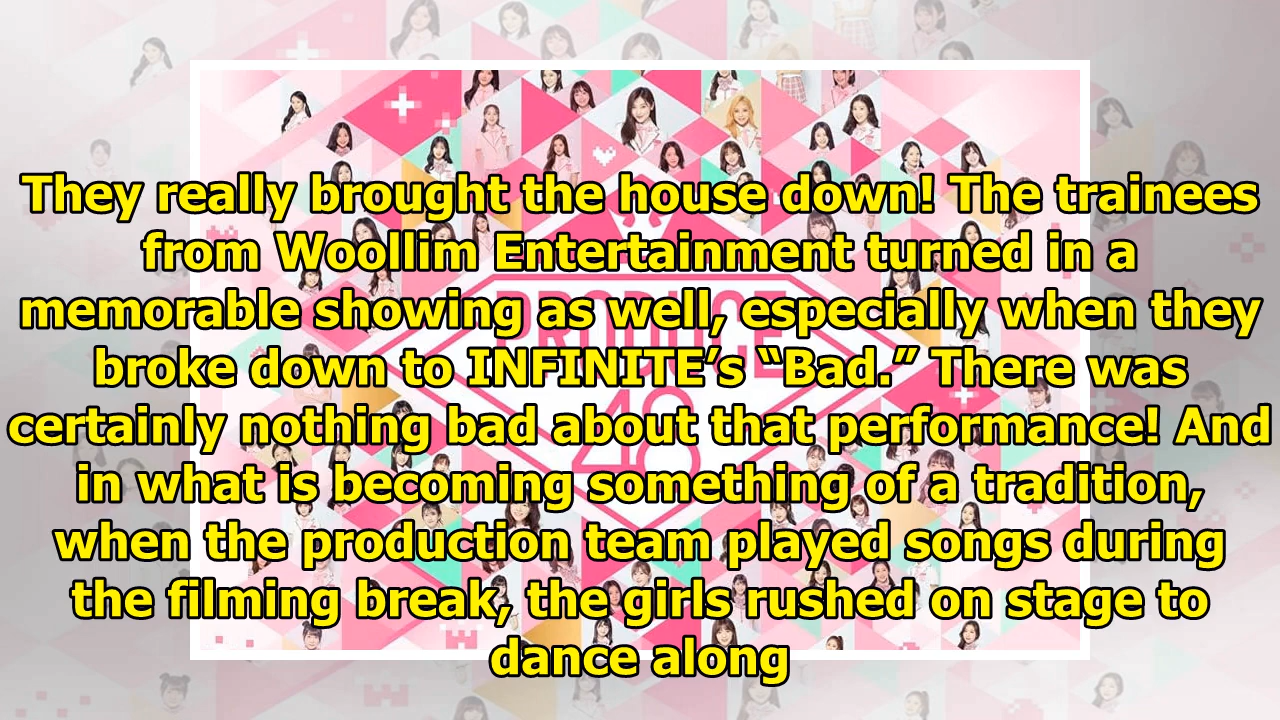 They really brought the house down! The trainees
from Woollim Entertainment turned in a
memorable showing as well, especially when they
broke down to INFINITE’s “Bad.” There was
certainly nothing bad about that performance! And
in what is becoming something of a tradition,
when the production team played songs during
the filming break, the girls rushed on stage to
dance along
PRODUCE
48